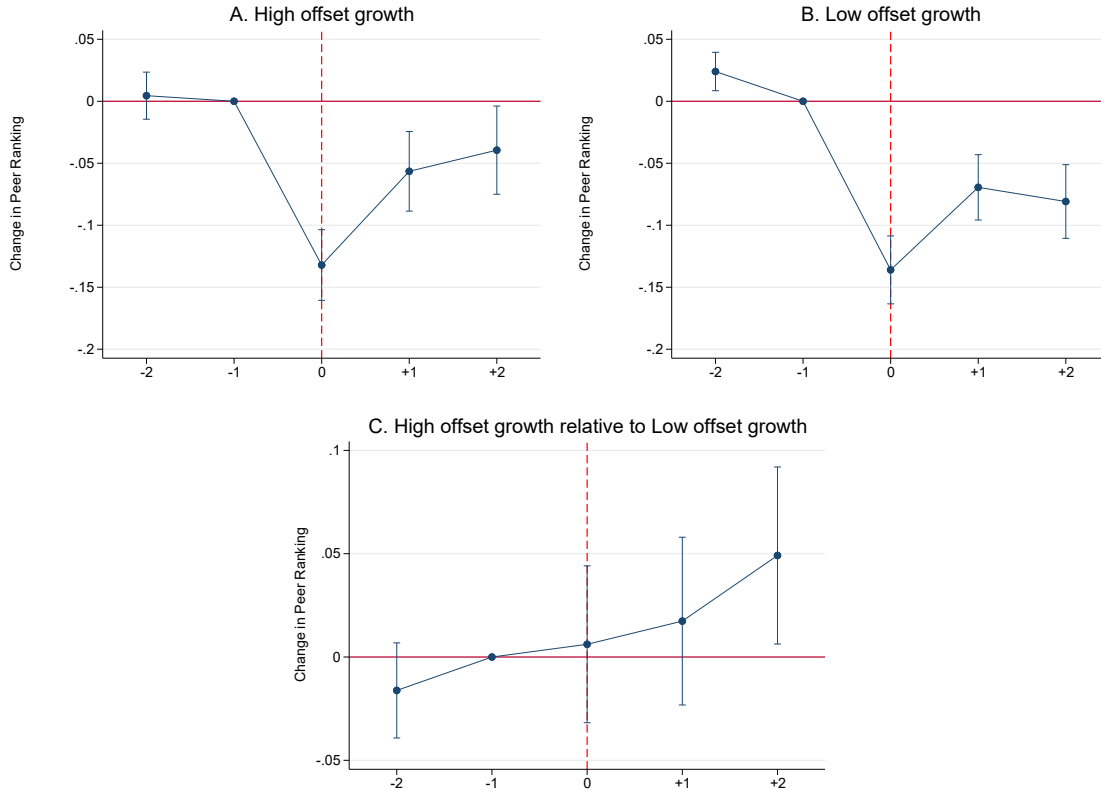 A. High offset growth
Change in Peer Ranking
.05
0
-.05
-.1
-.15
-.2
-2 -1 0 +1 +2
B. Low offset growth
Change in Peer Ranking
.05
0
-.05
-.1
-.15
-.2
-2 -1 0 +1 +2
C. High offset growth relative to Low offset growth
Change in Peer Ranking
.1
.05
0
-.05
-2 -1 0 +1 +2